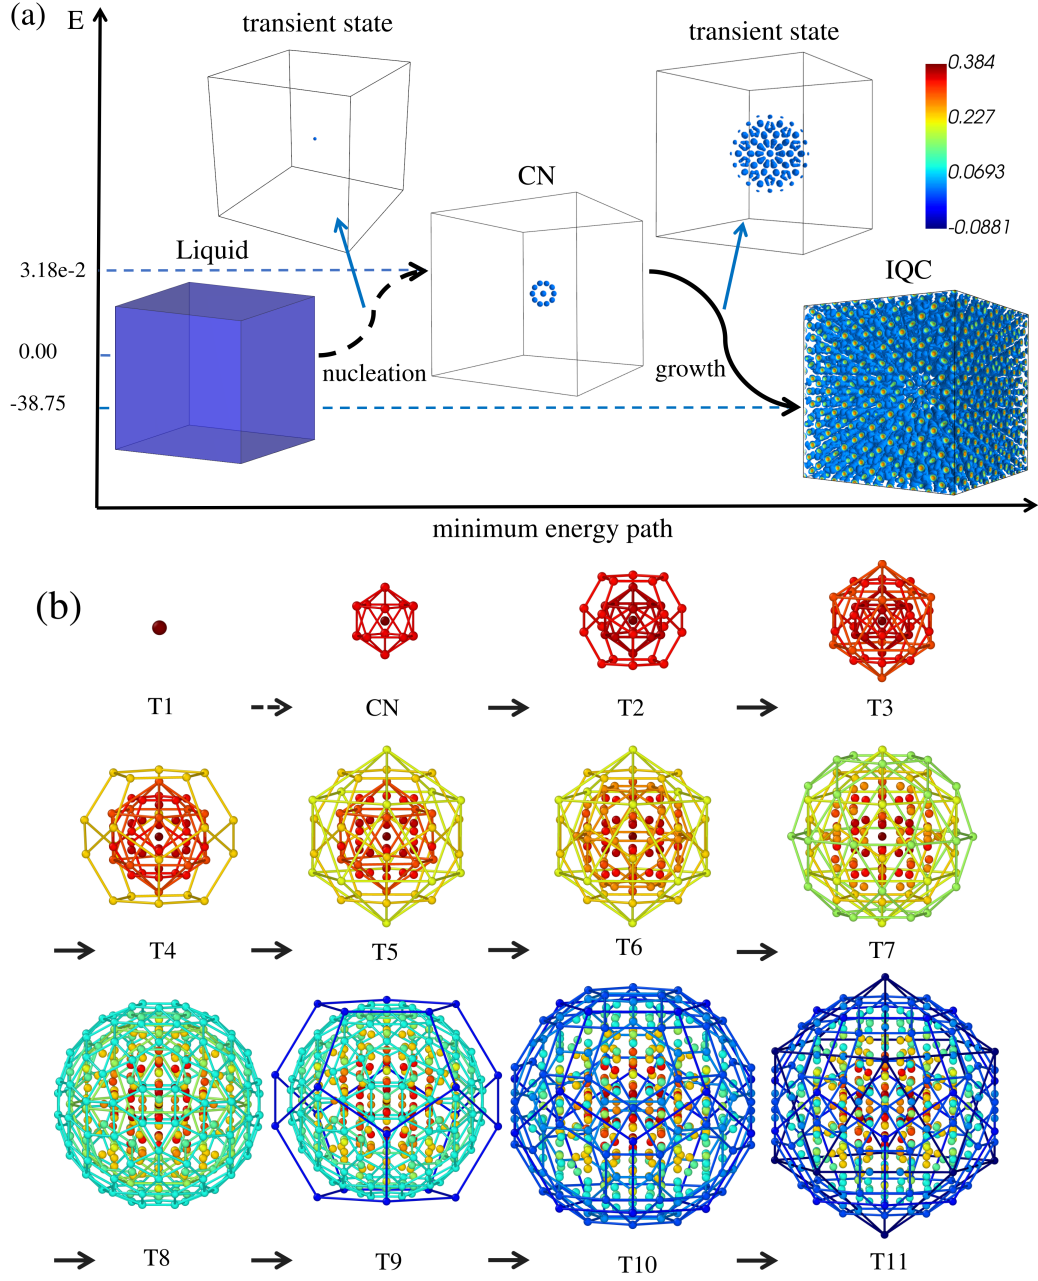 (a)
E
transient state
transient state
0.384
0.227
0.0693
-0.0881
CN
Liquid
IQC
3.18e-2
0.00
-38.75
nucleation
growth
minimum energy path
(b)
T1
CN
T2
T3
T4
T5
T6
T7
T8
T9
T10
T11